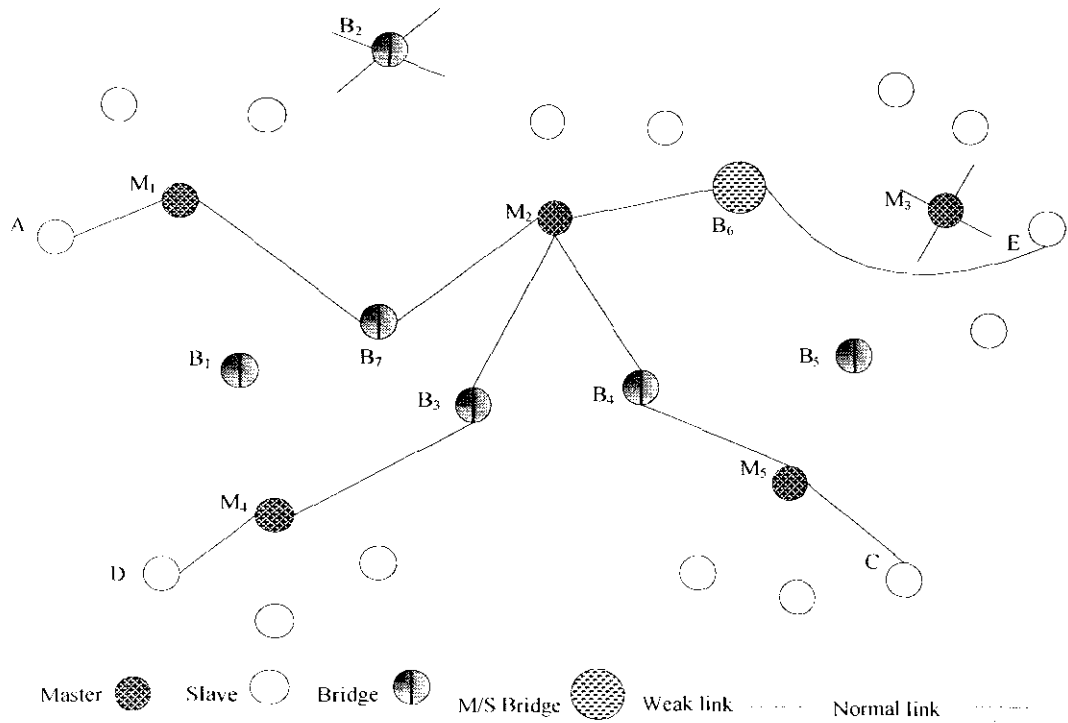 B₂
M₁
A
M₂
B₆
M₃
E
B₇
B₁
B₃
B₄
B₅
M₅
M₄
D
C
Master
Slave
Bridge
M/S Bridge
Weak link
Normal link